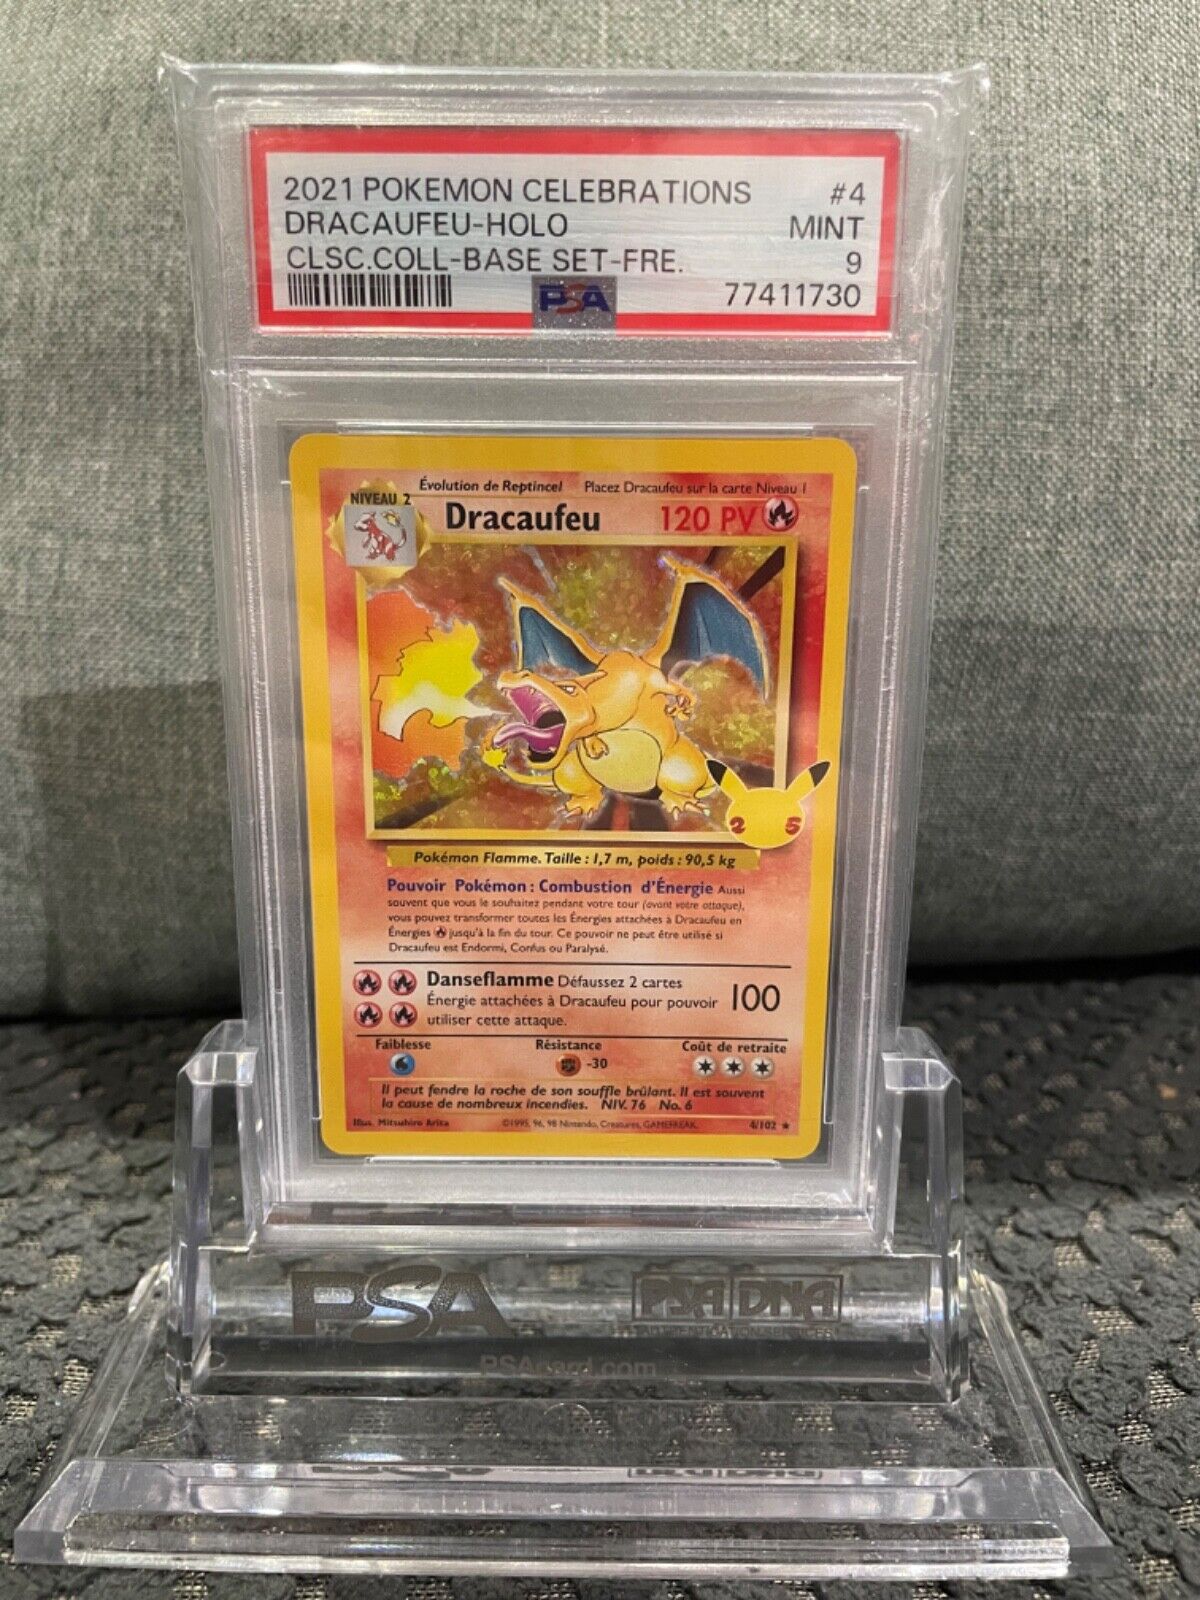 2021 POKEMON CELEBRATIONS #4
DRACAUFEU-HOLO MINT
CLSC.COLL-BASE SET-FRE. 9
PSA 77411730
Évolution de Reptincel Placez Dracaufeu sur la carte Niveau 1
NIVEAU 2
Dracaufeu 120 PV
25
Pokémon Flamme. Taille : 1,7 m, poids : 90,5 kg
Pouvoir Pokémon : Combustion d'Énergie Aussi
souvent que vous le souhaitez pendant votre tour (avant votre attaque),
vous pouvez transformer toutes les Énergies attachées à Dracaufeu en
Énergies jusqu'à la fin du tour. Ce pouvoir ne peut être utilisé si
Dracaufeu est Endormi, Confus ou Paralysé.
Danseflamme Défaussez 2 cartes
Énergie attachées à Dracaufeu pour pouvoir 100
utiliser cette attaque.
Faiblesse Résistance Coût de retraite
-30
Il peut fendre la roche de son souffle brûlant. Il est souvent
la cause de nombreux incendies. NIV. 76 No. 6
Illus. Mitsuhiro Arita ©1995, 96, 98 Nintendo, Creatures, GAMEFREAK. 4/102 ★
PSA PSA DNA
PSAcard.com